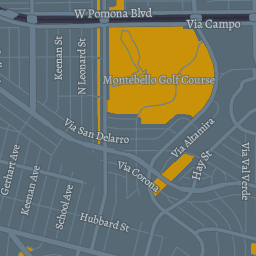 W Pomona Blvd
Via Campo
Keenan St
N Leonard St
Montebello Golf Course
Via San Delarro
Via Altamira
Hay St
Via Val Verde
Via Corona
Gerhart Ave
Keenan Ave
School Ave
Hubbard St